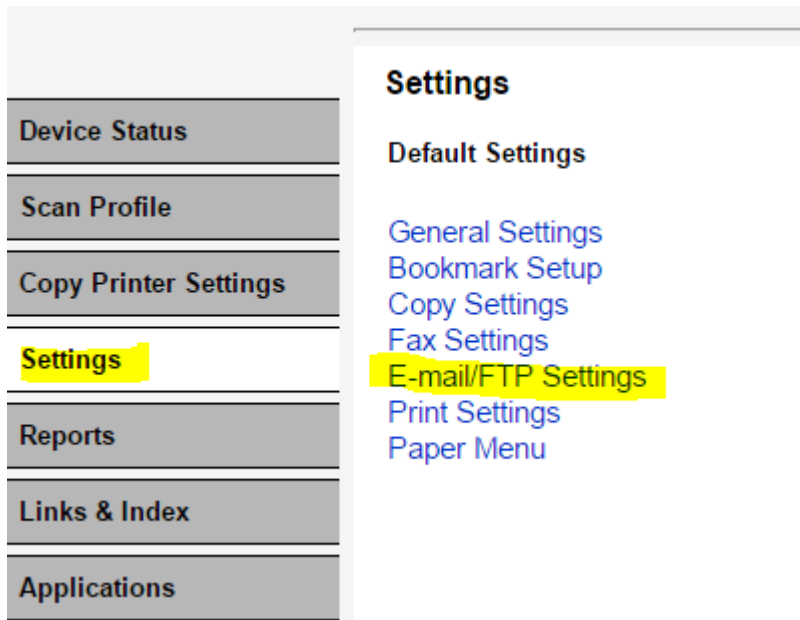 Device Status
Scan Profile
Copy Printer Settings
Settings
Reports
Links & Index
Applications
Settings
Default Settings
General Settings
Bookmark Setup
Copy Settings
Fax Settings
E-mail/FTP Settings
Print Settings
Paper Menu